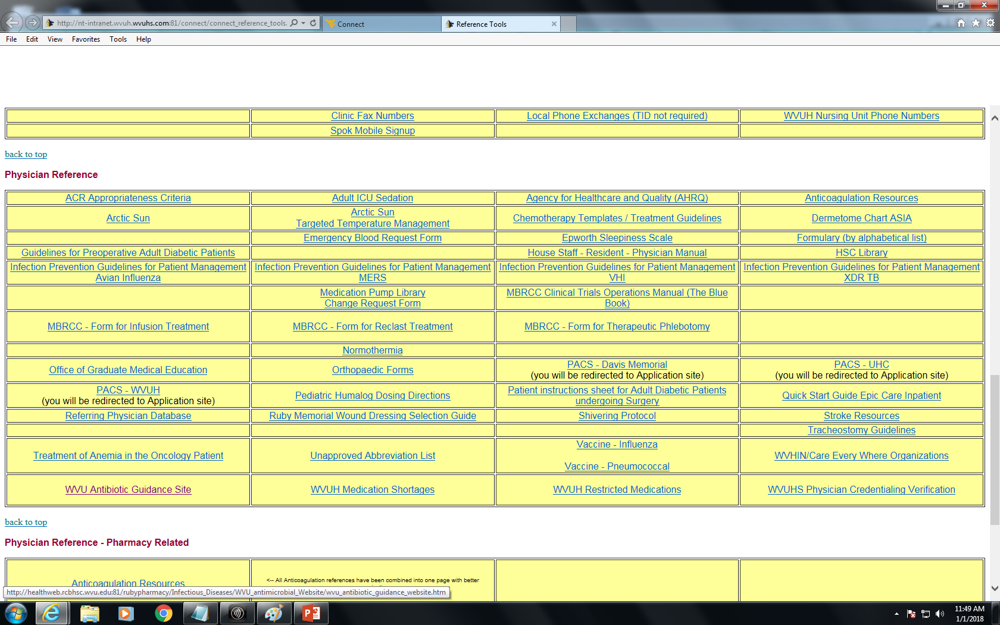 http://nt-intranet.wvuh.wvuhs.com:81/connect/connect_reference_tools.
Connect
Reference Tools
File Edit View Favorites Tools Help
Clinic Fax Numbers Local Phone Exchanges (TID not required) WVUH Nursing Unit Phone Numbers
Spok Mobile Signup
back to top
Physician Reference
ACR Appropriateness Criteria Adult ICU Sedation Agency for Healthcare and Quality (AHRQ) Anticoagulation Resources
Arctic Sun
Arctic Sun
Targeted Temperature Management
Chemotherapy Templates / Treatment Guidelines
Dermetome Chart ASIA
Emergency Blood Request Form Epworth Sleepiness Scale Formulary (by alphabetical list)
Guidelines for Preoperative Adult Diabetic Patients House Staff - Resident - Physician Manual HSC Library
Infection Prevention Guidelines for Patient Management
Avian Influenza
Infection Prevention Guidelines for Patient Management
MERS
Infection Prevention Guidelines for Patient Management
VHI
Infection Prevention Guidelines for Patient Management
XDR TB
Medication Pump Library
Change Request Form
MBRCC Clinical Trials Operations Manual (The Blue
Book)
MBRCC - Form for Infusion Treatment MBRCC - Form for Reclast Treatment MBRCC - Form for Therapeutic Phlebotomy
Normothermia
Office of Graduate Medical Education
Orthopaedic Forms
PACS - Davis Memorial
(you will be redirected to Application site)
PACS - UHC
(you will be redirected to Application site)
PACS - WVUH
(you will be redirected to Application site)
Pediatric Humalog Dosing Directions
Patient instructions sheet for Adult Diabetic Patients
undergoing Surgery
Quick Start Guide Epic Care Inpatient
Referring Physician Database Ruby Memorial Wound Dressing Selection Guide Shivering Protocol Stroke Resources
Tracheostomy Guidelines
Treatment of Anemia in the Oncology Patient
Unapproved Abbreviation List
Vaccine - Influenza
Vaccine - Pneumococcal
WVHIN/Care Every Where Organizations
WVU Antibiotic Guidance Site WVUH Medication Shortages WVUH Restricted Medications WVUHS Physician Credentialing Verification
back to top
Physician Reference - Pharmacy Related
Anticoagulation Resources
<-- All Anticoagulation references have been combined into one page with better
http://healthweb.rcbhsc.wvu.edu:81/rubypharmacy/Infectious_Diseases/WVU_antimicrobial_Website/wvu_antibiotic_guidance_website.htm
11:49 AM
1/1/2018